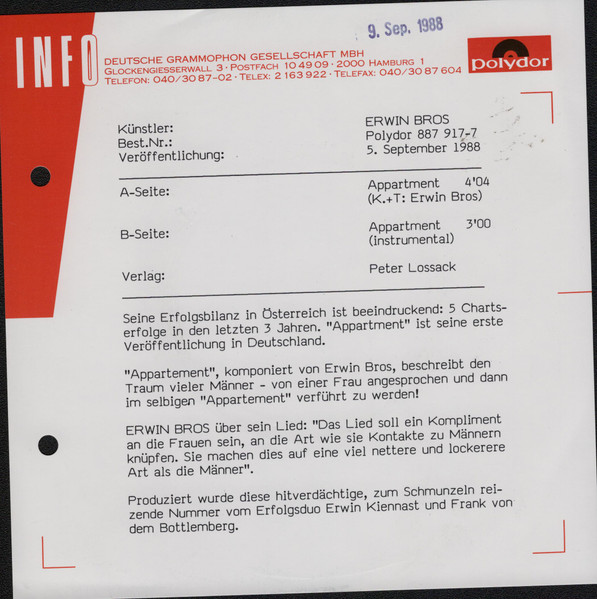 INFO
9. Sep. 1988
DEUTSCHE GRAMMOPHON GESELLSCHAFT MBH
GLOCKENGIESSERWALL 3 · POSTFACH 10 49 09 · 2000 HAMBURG 1
TELEFON: 040/30 87-02 · TELEX: 2 163 922 · TELEFAX: 040/30 87 604
polydor
Künstler: ERWIN BROS
Best.Nr.: Polydor 887 917-7
Veröffentlichung: 5. September 1988
A-Seite: Appartment 4'04
(K.+T: Erwin Bros)
B-Seite: Appartment 3'00
(instrumental)
Verlag: Peter Lossack
Seine Erfolgsbilanz in Österreich ist beeindruckend: 5 Charts-
erfolge in den letzten 3 Jahren. "Appartment" ist seine erste
Veröffentlichung in Deutschland.
"Appartement", komponiert von Erwin Bros, beschreibt den
Traum vieler Männer - von einer Frau angesprochen und dann
im selbigen "Appartement" verführt zu werden!
ERWIN BROS über sein Lied: "Das Lied soll ein Kompliment
an die Frauen sein, an die Art wie sie Kontakte zu Männern
knüpfen. Sie machen dies auf eine viel nettere und lockerere
Art als die Männer".
Produziert wurde diese hitverdächtige, zum Schmunzeln rei-
zende Nummer vom Erfolgsduo Erwin Kiennast und Frank von
dem Bottlemberg.